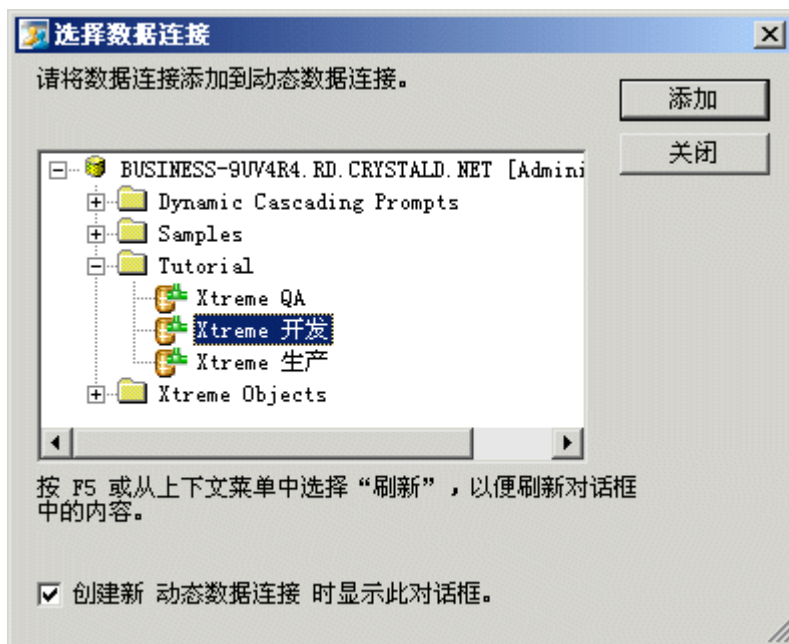 选择数据连接
请将数据连接添加到动态数据连接。
添加
关闭
BUSINESS-9UV4R4.RD.CRYSTALD.NET [Admini
Dynamic Cascading Prompts
Samples
Tutorial
Xtreme QA
Xtreme 开发
Xtreme 生产
Xtreme Objects
按 F5 或从上下文菜单中选择“刷新”，以便刷新对话框
中的内容。
创建新 动态数据连接 时显示此对话框。